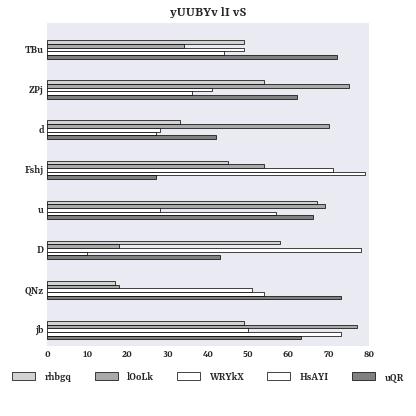 yUUBYv lI vS
TBu
ZPj
d
Fshj
u
D
QNz
jb
0 10 20 30 40 50 60 70 80
rhbgq lOoLk WRYkX HsAYI uQR